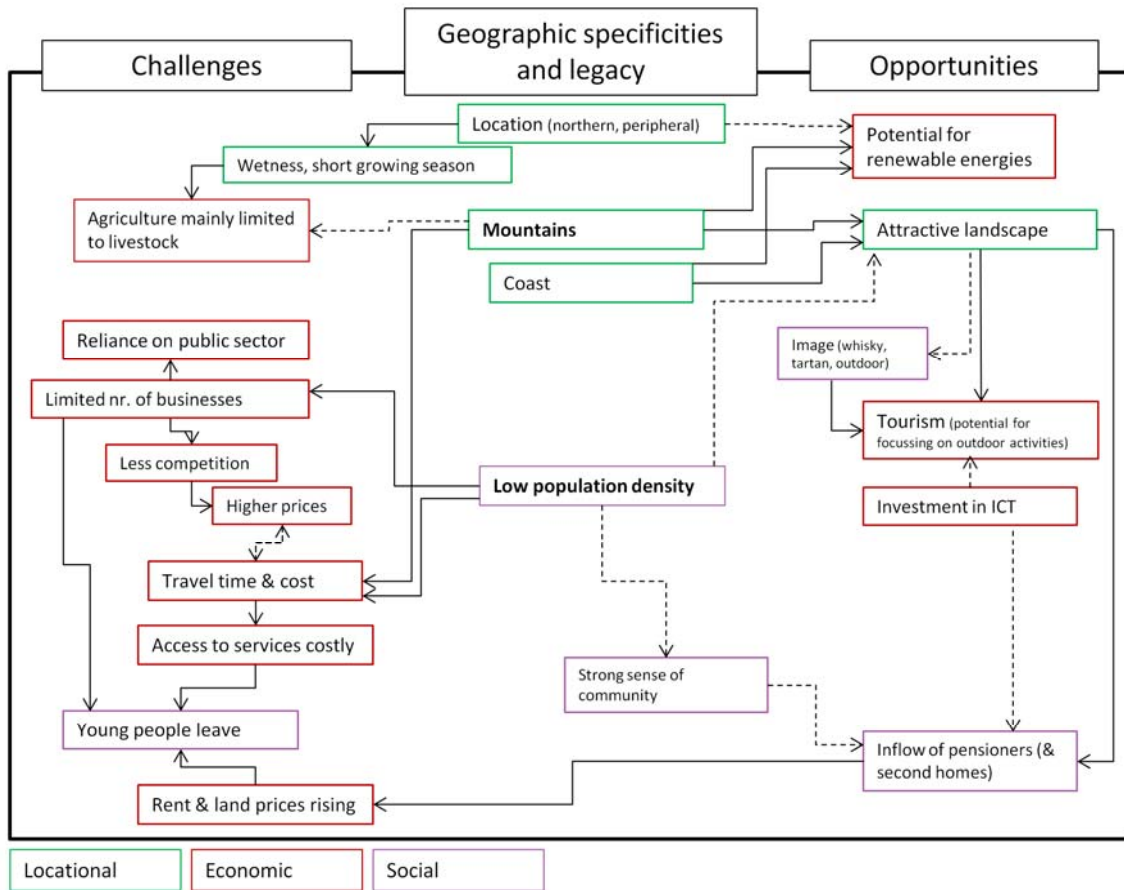 Challenges
Geographic specificities
and legacy
Opportunities
Location (northern, peripheral)
Potential for
renewable energies
Wetness, short growing season
Agriculture mainly limited
to livestock
Mountains
Attractive landscape
Coast
Reliance on public sector
Image (whisky,
tartan, outdoor)
Limited nr. of businesses
Tourism (potential for
focussing on outdoor activities)
Less competition
Low population density
Higher prices
Investment in ICT
Travel time & cost
Access to services costly
Strong sense of
community
Young people leave
Inflow of pensioners (&
second homes)
Rent & land prices rising
Locational
Economic
Social